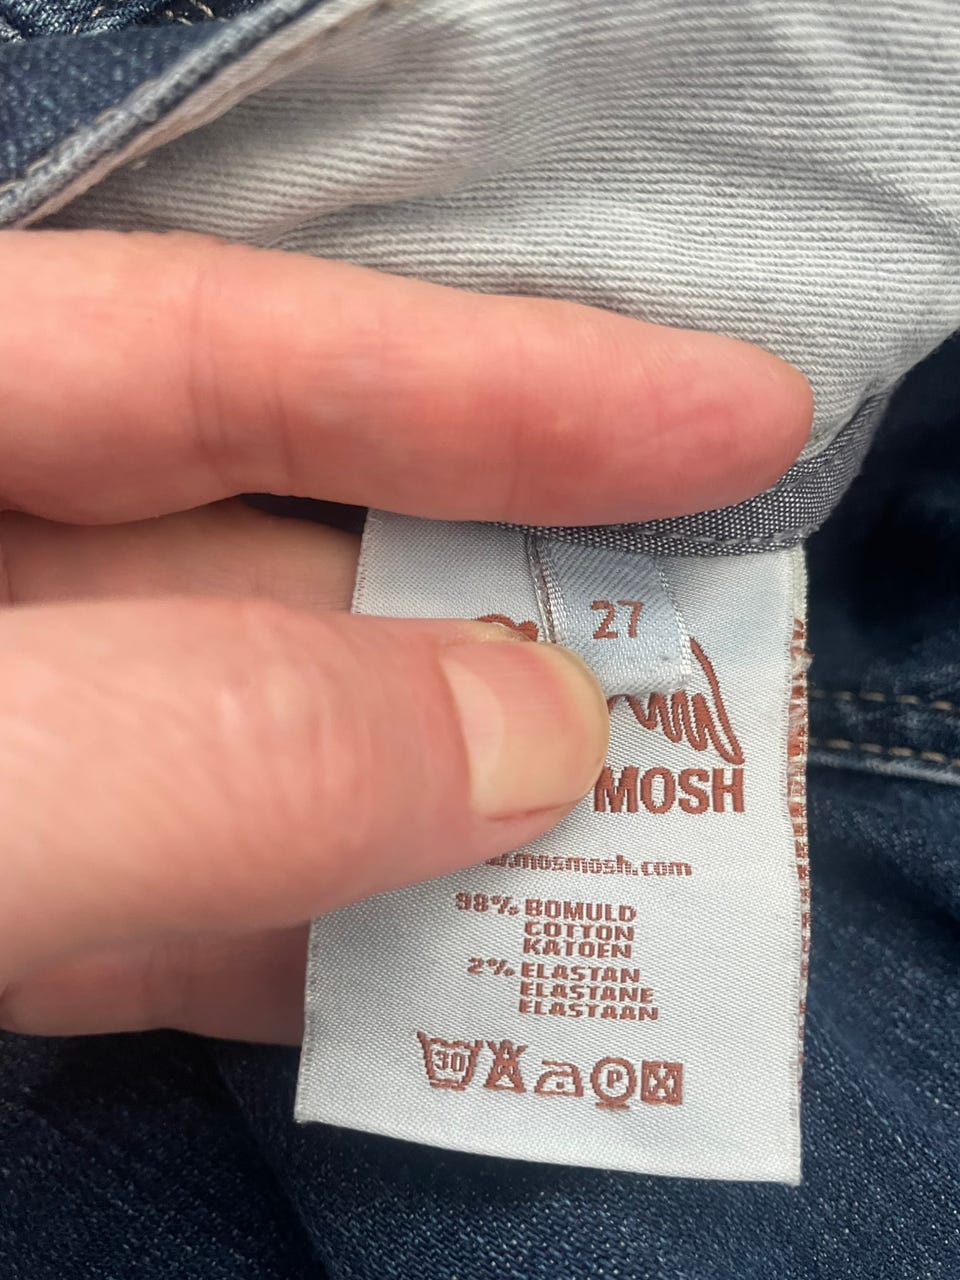 27
MOSH
.mosmosh.com
98% BOMULD
COTTON
KATOEN
2% ELASTAN
ELASTANE
ELASTAAN
30
P